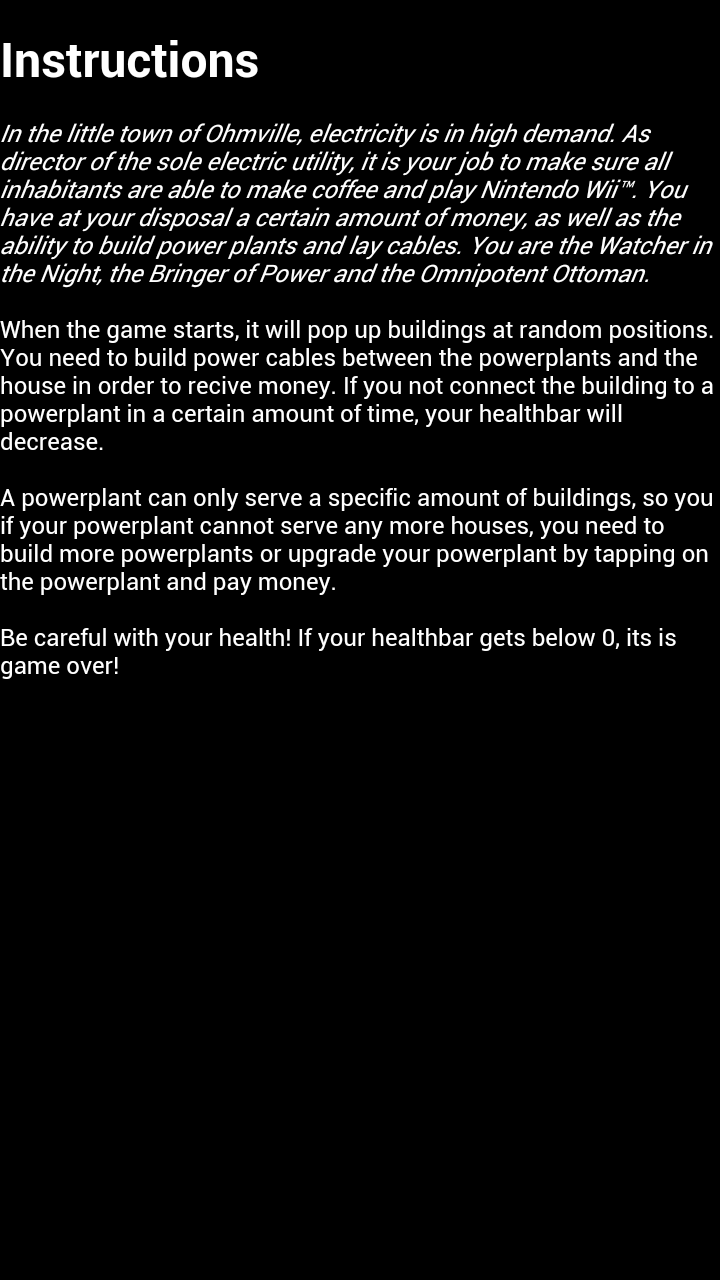 Instructions
In the little town of Ohmville, electricity is in high demand. As
director of the sole electric utility, it is your job to make sure all
inhabitants are able to make coffee and play Nintendo Wii™. You
have at your disposal a certain amount of money, as well as the
ability to build power plants and lay cables. You are the Watcher in
the Night, the Bringer of Power and the Omnipotent Ottoman.
When the game starts, it will pop up buildings at random positions.
You need to build power cables between the powerplants and the
house in order to recive money. If you not connect the building to a
powerplant in a certain amount of time, your healthbar will
decrease.
A powerplant can only serve a specific amount of buildings, so you
if your powerplant cannot serve any more houses, you need to
build more powerplants or upgrade your powerplant by tapping on
the powerplant and pay money.
Be careful with your health! If your healthbar gets below 0, its is
game over!